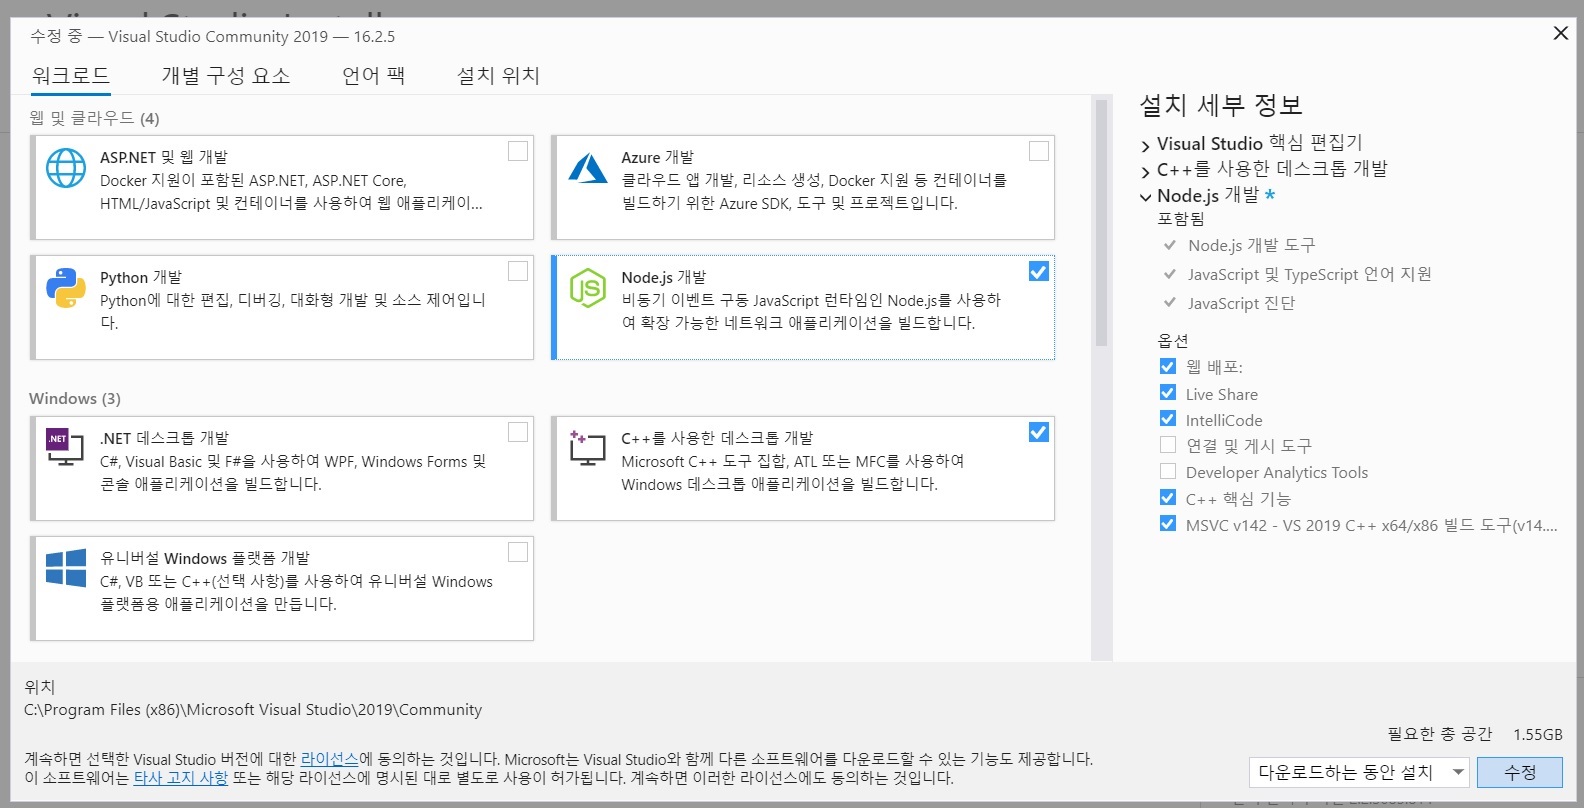 수정 중 — Visual Studio Community 2019 — 16.2.5
워크로드
개별 구성 요소
언어 팩
설치 위치
웹 및 클라우드 (4)
ASP.NET 및 웹 개발
Docker 지원이 포함된 ASP.NET, ASP.NET Core,
HTML/JavaScript 및 컨테이너를 사용하여 웹 애플리케이...
Azure 개발
클라우드 앱 개발, 리소스 생성, Docker 지원 등 컨테이너를
빌드하기 위한 Azure SDK, 도구 및 프로젝트입니다.
Python 개발
Python에 대한 편집, 디버깅, 대화형 개발 및 소스 제어입니
다.
Node.js 개발
비동기 이벤트 구동 JavaScript 런타임인 Node.js를 사용하
여 확장 가능한 네트워크 애플리케이션을 빌드합니다.
Windows (3)
.NET 데스크톱 개발
C#, Visual Basic 및 F#을 사용하여 WPF, Windows Forms 및
콘솔 애플리케이션을 빌드합니다.
C++를 사용한 데스크톱 개발
Microsoft C++ 도구 집합, ATL 또는 MFC를 사용하여
Windows 데스크톱 애플리케이션을 빌드합니다.
유니버설 Windows 플랫폼 개발
C#, VB 또는 C++(선택 사항)를 사용하여 유니버설 Windows
플랫폼용 애플리케이션을 만듭니다.
설치 세부 정보
Visual Studio 핵심 편집기
C++를 사용한 데스크톱 개발
Node.js 개발 *
포함됨
Node.js 개발 도구
JavaScript 및 TypeScript 언어 지원
JavaScript 진단
옵션
웹 배포:
Live Share
IntelliCode
연결 및 게시 도구
Developer Analytics Tools
C++ 핵심 기능
MSVC v142 - VS 2019 C++ x64/x86 빌드 도구(v14....
위치
C:\Program Files (x86)\Microsoft Visual Studio\2019\Community
필요한 총 공간 1.55GB
계속하면 선택한 Visual Studio 버전에 대한 라이선스에 동의하는 것입니다. Microsoft는 Visual Studio와 함께 다른 소프트웨어를 다운로드할 수 있는 기능도 제공합니다.
이 소프트웨어는 타사 고지 사항 또는 해당 라이선스에 명시된 대로 별도로 사용이 허가됩니다. 계속하면 이러한 라이선스에도 동의하는 것입니다.
다운로드하는 동안 설치
수정